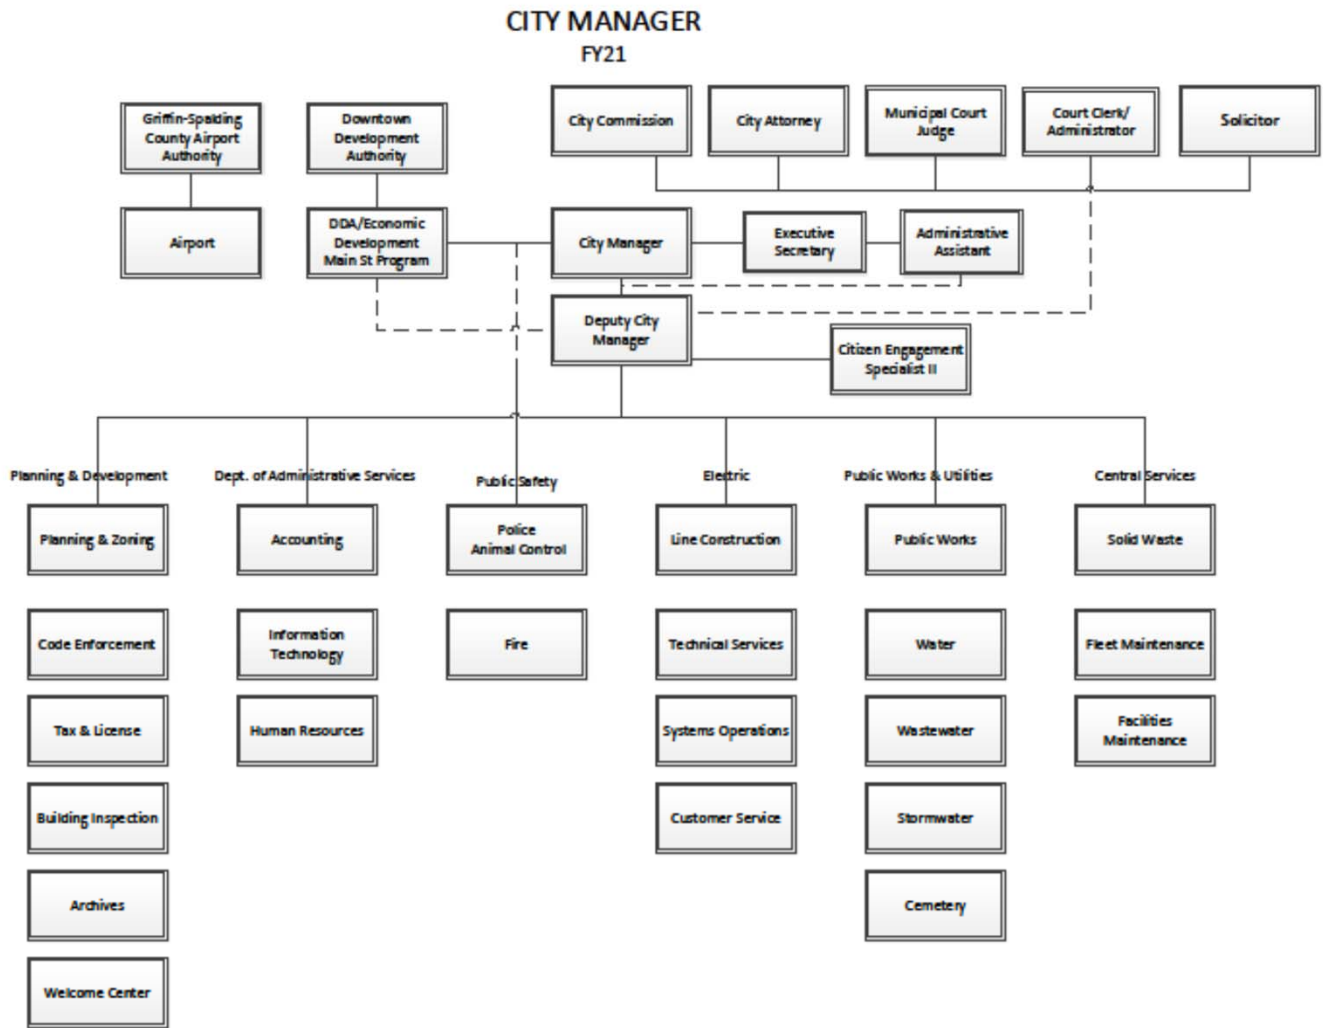 CITY MANAGER
FY21
Griffin-Spalding
County Airport
Authority
Downtown
Development
Authority
City Commission
City Attorney
Municipal Court
Judge
Court Clerk/
Administrator
Solicitor
Airport
DDA/Economic
Development
Main St Program
City Manager
Executive
Secretary
Administrative
Assistant
Deputy City
Manager
Citizen Engagement
Specialist II
Planning & Development
Dept. of Administrative Services
Public Safety
Electric
Public Works & Utilities
Central Services
Planning & Zoning
Accounting
Police
Animal Control
Line Construction
Public Works
Solid Waste
Code Enforcement
Information
Technology
Fire
Technical Services
Water
Fleet Maintenance
Tax & License
Human Resources
Systems Operations
Wastewater
Facilities
Maintenance
Building Inspection
Customer Service
Stormwater
Archives
Cemetery
Welcome Center